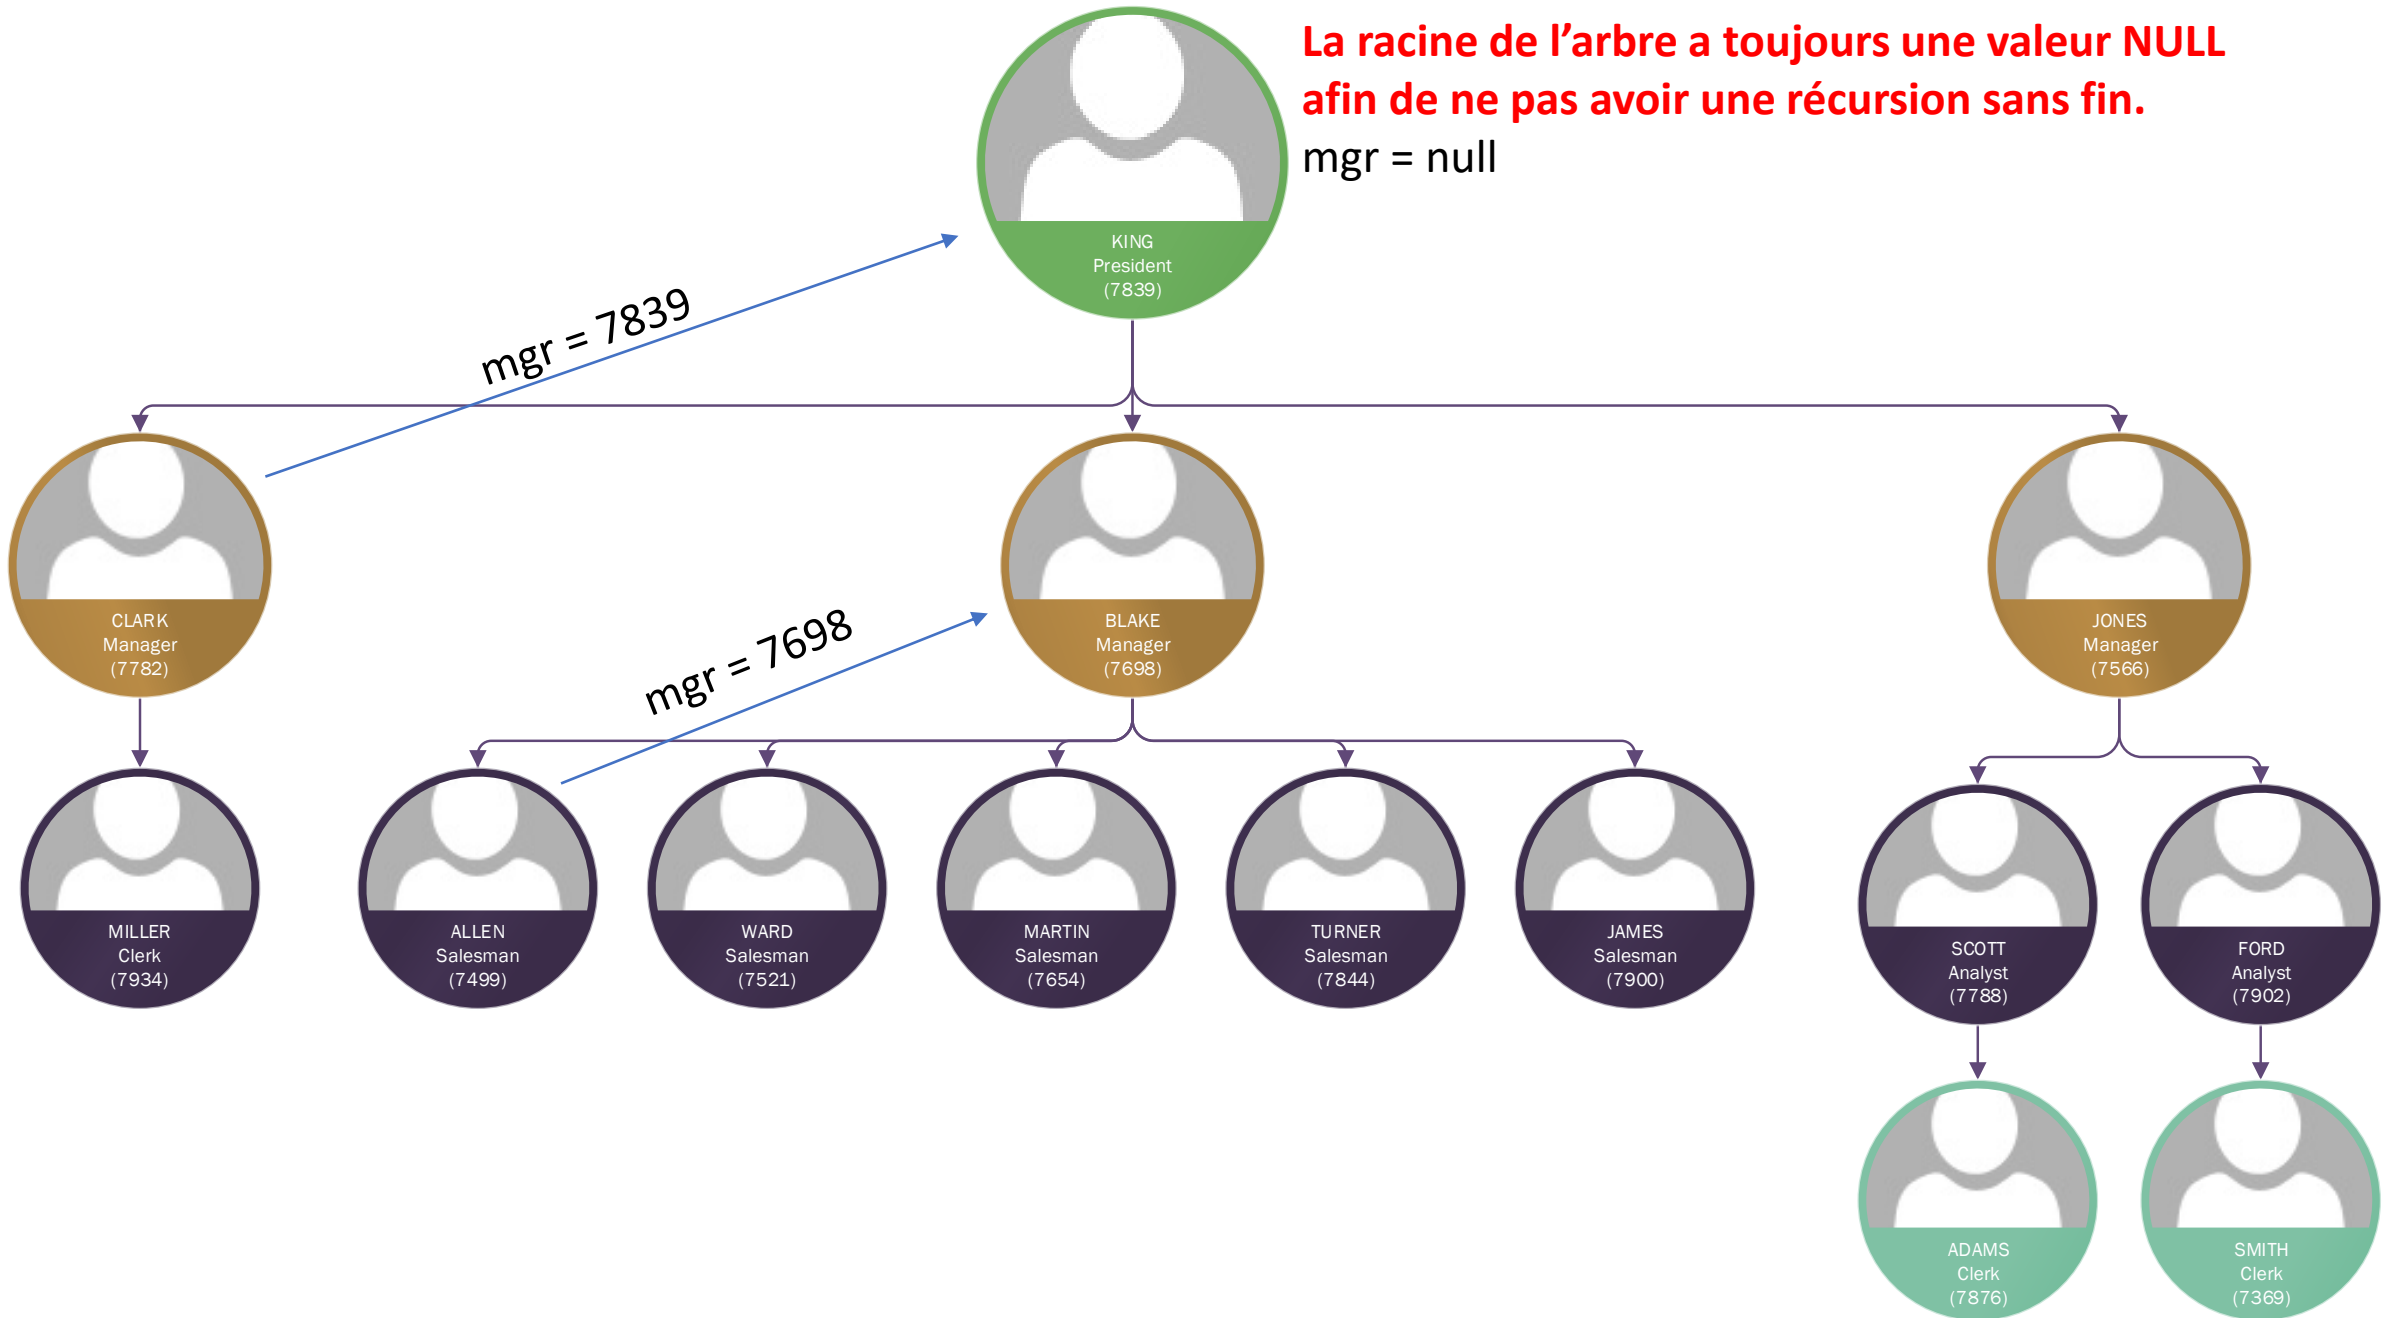 La racine de l’arbre a toujours une valeur NULL
afin de ne pas avoir une récursion sans fin.
mgr = null
KING
President
(7839)
mgr = 7839
CLARK
Manager
(7782)
BLAKE
Manager
(7698)
JONES
Manager
(7566)
mgr = 7698
MILLER
Clerk
(7934)
ALLEN
Salesman
(7499)
WARD
Salesman
(7521)
MARTIN
Salesman
(7654)
TURNER
Salesman
(7844)
JAMES
Salesman
(7900)
SCOTT
Analyst
(7788)
FORD
Analyst
(7902)
ADAMS
Clerk
(7876)
SMITH
Clerk
(7369)